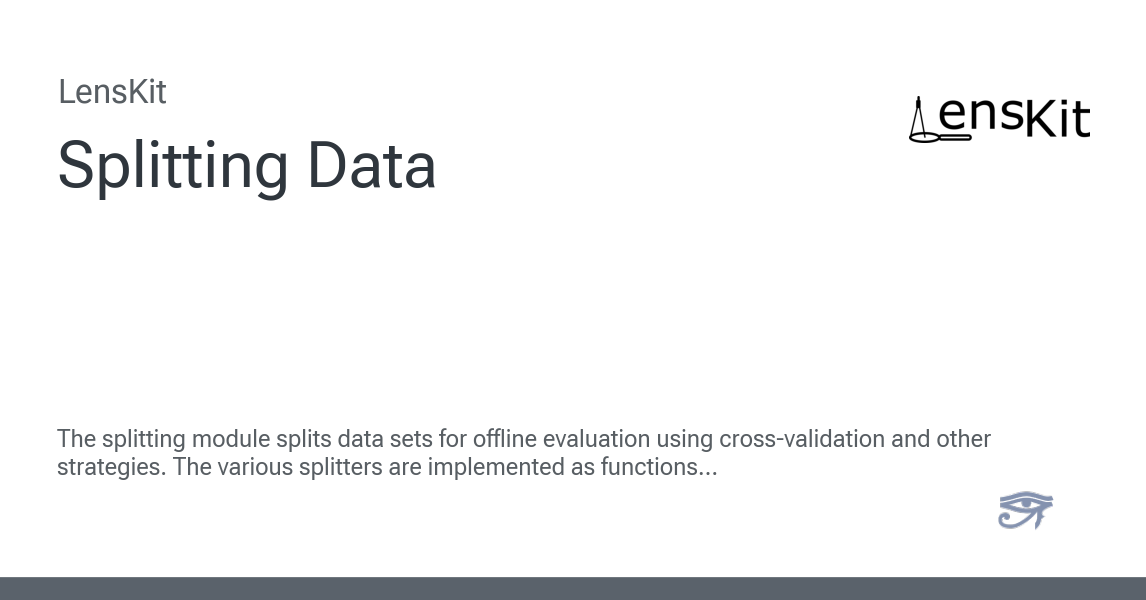 LensKit
LensKit
Splitting Data
The splitting module splits data sets for offline evaluation using cross-validation and other
strategies. The various splitters are implemented as functions...